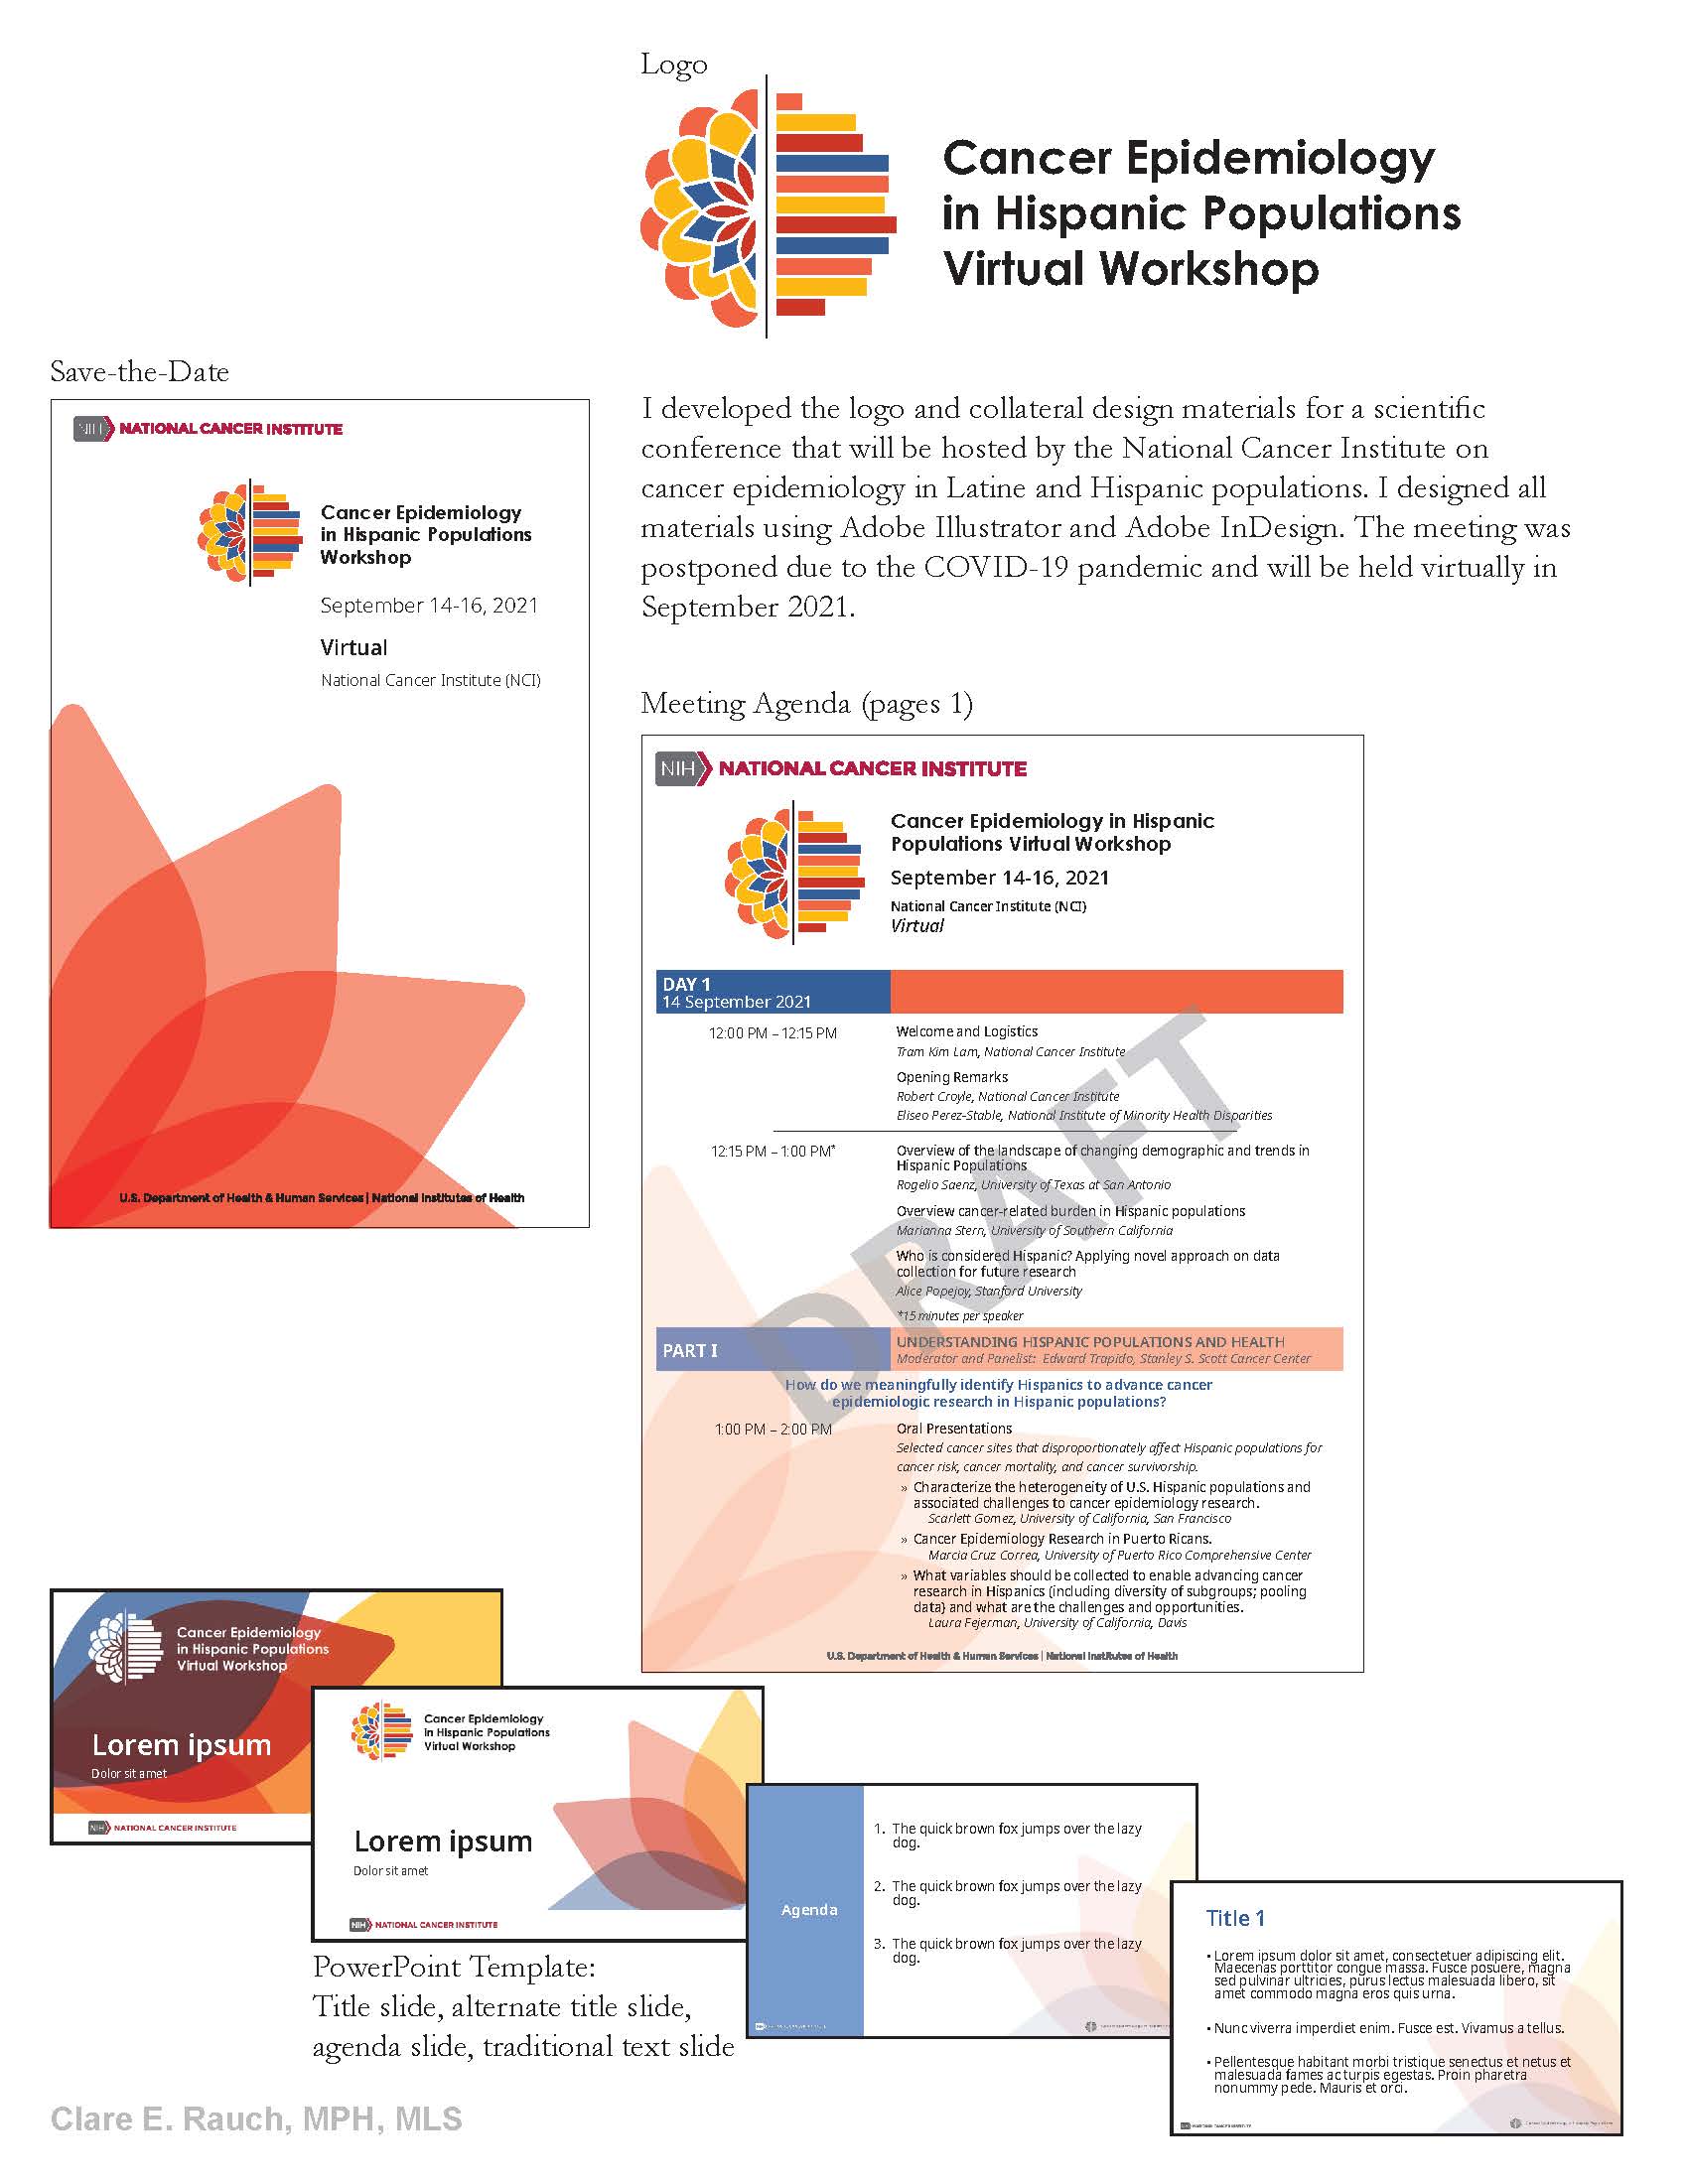 Logo
Cancer Epidemiology
in Hispanic Populations
Virtual Workshop
Save-the-Date
NIH NATIONAL CANCER INSTITUTE
Cancer Epidemiology
in Hispanic Populations
Workshop
September 14-16, 2021
Virtual
National Cancer Institute (NCI)
U.S. Department of Health & Human Services | National Institutes of Health
I developed the logo and collateral design materials for a scientific
conference that will be hosted by the National Cancer Institute on
cancer epidemiology in Latine and Hispanic populations. I designed all
materials using Adobe Illustrator and Adobe InDesign. The meeting was
postponed due to the COVID-19 pandemic and will be held virtually in
September 2021.
Meeting Agenda (pages 1)
NIH NATIONAL CANCER INSTITUTE
Cancer Epidemiology in Hispanic
Populations Virtual Workshop
September 14-16, 2021
National Cancer Institute (NCI)
Virtual
DAY 1
14 September 2021
12:00 PM – 12:15 PM
Welcome and Logistics
Tram Kim Lam, National Cancer Institute
Opening Remarks
Robert Croyle, National Cancer Institute
Eliseo Perez-Stable, National Institute of Minority Health Disparities
12:15 PM – 1:00 PM*
Overview of the landscape of changing demographic and trends in
Hispanic Populations
Rogelio Saenz, University of Texas at San Antonio
Overview cancer-related burden in Hispanic populations
Marianna Stern, University of Southern California
Who is considered Hispanic? Applying novel approach on data
collection for future research
Alice Popejoy, Stanford University
*15 minutes per speaker
PART I
UNDERSTANDING HISPANIC POPULATIONS AND HEALTH
Moderator and Panelist: Edward Trapido, Stanley S. Scott Cancer Center
How do we meaningfully identify Hispanics to advance cancer
epidemiologic research in Hispanic populations?
1:00 PM – 2:00 PM
Oral Presentations
Selected cancer sites that disproportionately affect Hispanic populations for
cancer risk, cancer mortality, and cancer survivorship.
» Characterize the heterogeneity of U.S. Hispanic populations and
associated challenges to cancer epidemiology research.
Scarlett Gomez, University of California, San Francisco
» Cancer Epidemiology Research in Puerto Ricans.
Marcia Cruz Correa, University of Puerto Rico Comprehensive Center
» What variables should be collected to enable advancing cancer
research in Hispanics (including diversity of subgroups; pooling
data} and what are the challenges and opportunities.
Laura Fejerman, University of California, Davis
U.S. Department of Health & Human Services | National Institutes of Health
DRAFT
Cancer Epidemiology
in Hispanic Populations
Virtual Workshop
Lorem ipsum
Dolor sit amet
NIH NATIONAL CANCER INSTITUTE
Cancer Epidemiology
in Hispanic Populations
Virtual Workshop
Lorem ipsum
Dolor sit amet
NIH NATIONAL CANCER INSTITUTE
Agenda
1. The quick brown fox jumps over the lazy
dog.
2. The quick brown fox jumps over the lazy
dog.
3. The quick brown fox jumps over the lazy
dog.
Title 1
• Lorem ipsum dolor sit amet, consectetuer adipiscing elit.
Maecenas porttitor congue massa. Fusce posuere, magna
sed pulvinar ultricies, purus lectus malesuada libero, sit
amet commodo magna eros quis urna.
• Nunc viverra imperdiet enim. Fusce est. Vivamus a tellus.
• Pellentesque habitant morbi tristique senectus et netus et
malesuada fames ac turpis egestas. Proin pharetra
nonummy pede. Mauris et orci.
NATIONAL CANCER INSTITUTE
PowerPoint Template:
Title slide, alternate title slide,
agenda slide, traditional text slide
Clare E. Rauch, MPH, MLS